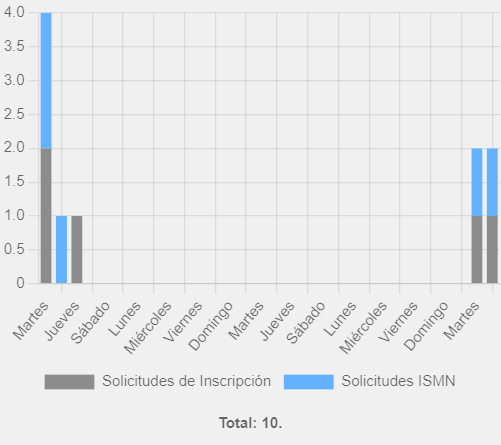 4.0
3.5
3.0
2.5
2.0
1.5
1.0
0.5
0
Martes
Jueves
Sábado
Lunes
Miércoles
Viernes
Domingo
Martes
Jueves
Sábado
Lunes
Miércoles
Viernes
Domingo
Martes
Solicitudes de Inscripción Solicitudes ISMN
Total: 10.